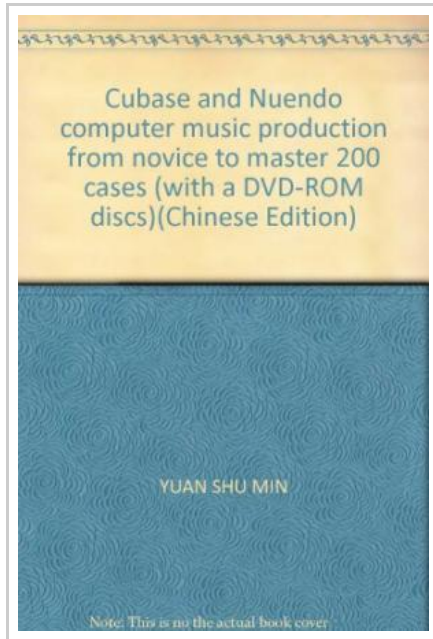 Cubase and Nuendo
computer music production
from novice to master 200
cases (with a DVD-ROM
discs)(Chinese Edition)
YUAN SHU MIN
Note: This is no the actual book cover